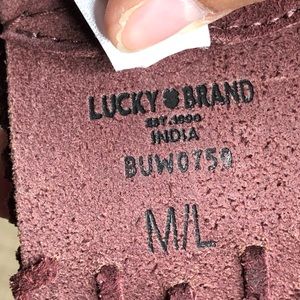 LUCKY BRAND
EST. 1990
INDIA
BUW0759
M/L